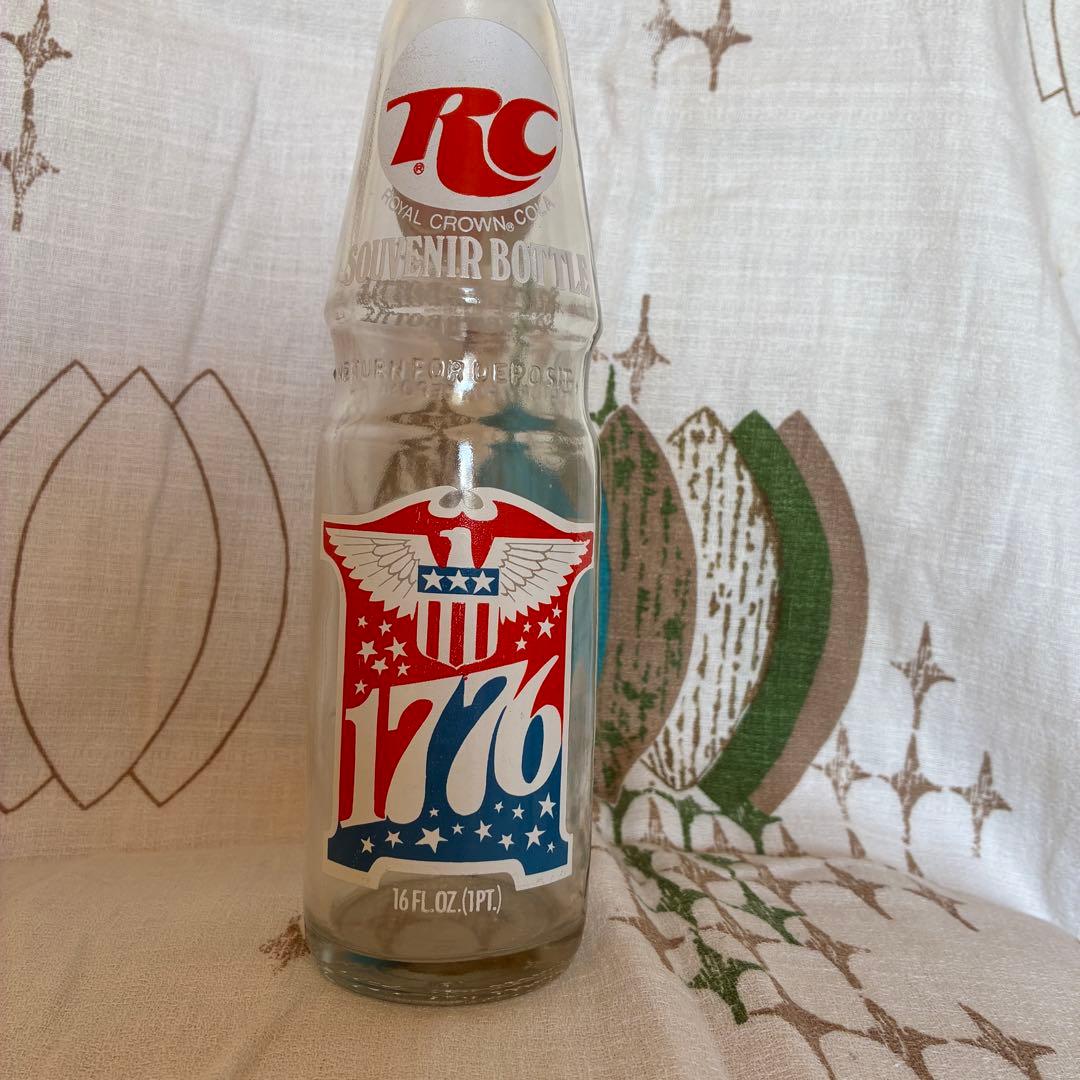 RC
®
ROYAL CROWN® COLA
SOUVENIR BOTTLE
RETURN FOR DEPOSIT
1776
16 FL.OZ.(1PT.)